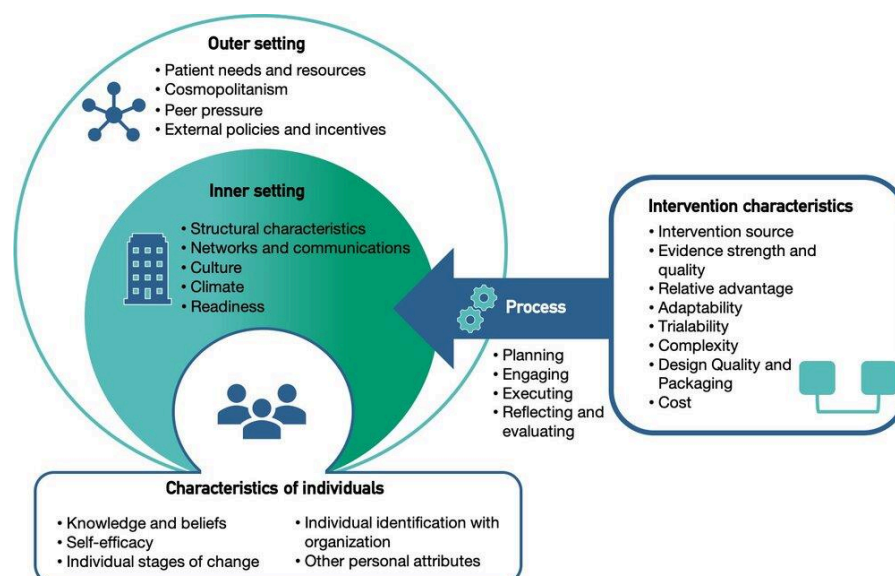 Outer setting
• Patient needs and resources
• Cosmopolitanism
• Peer pressure
• External policies and incentives
Inner setting
• Structural characteristics
• Networks and communications
• Culture
• Climate
• Readiness
Process
• Planning
• Engaging
• Executing
• Reflecting and
evaluating
Intervention characteristics
• Intervention source
• Evidence strength and
quality
• Relative advantage
• Adaptability
• Trialability
• Complexity
• Design Quality and
Packaging
• Cost
Characteristics of individuals
• Knowledge and beliefs
• Self-efficacy
• Individual stages of change
• Individual identification with
organization
• Other personal attributes